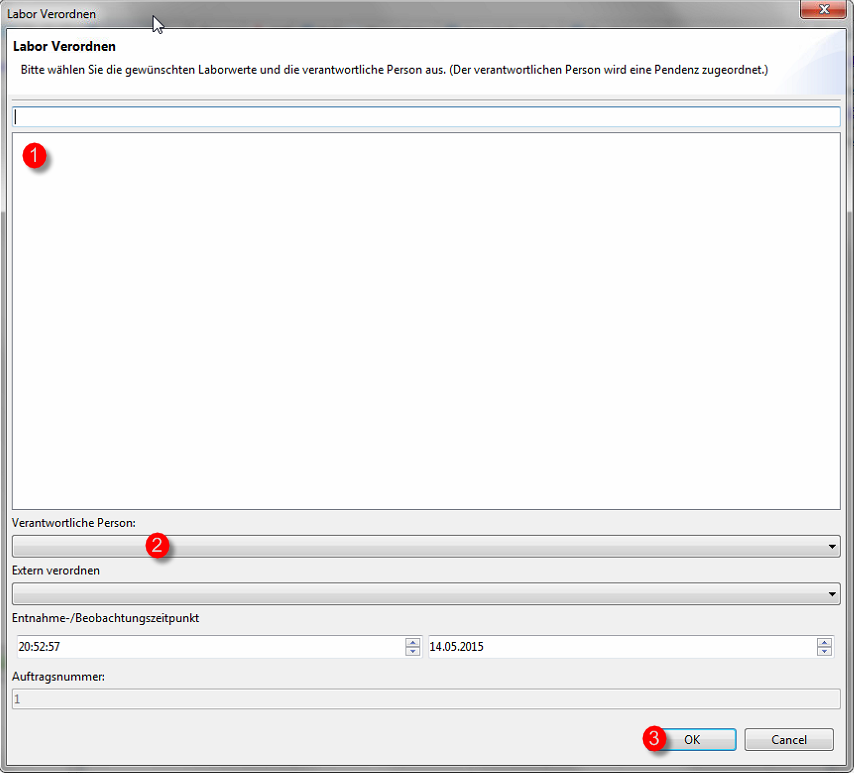 Labor Verordnen
Labor Verordnen
Bitte wählen Sie die gewünschten Laborwerte und die verantwortliche Person aus. (Der verantwortlichen Person wird eine Pendenz zugeordnet.)
1
Verantwortliche Person:
2
Extern verordnen
Entnahme-/Beobachtungszeitpunkt
20:52:57 14.05.2015
Auftragsnummer:
1
3 OK Cancel